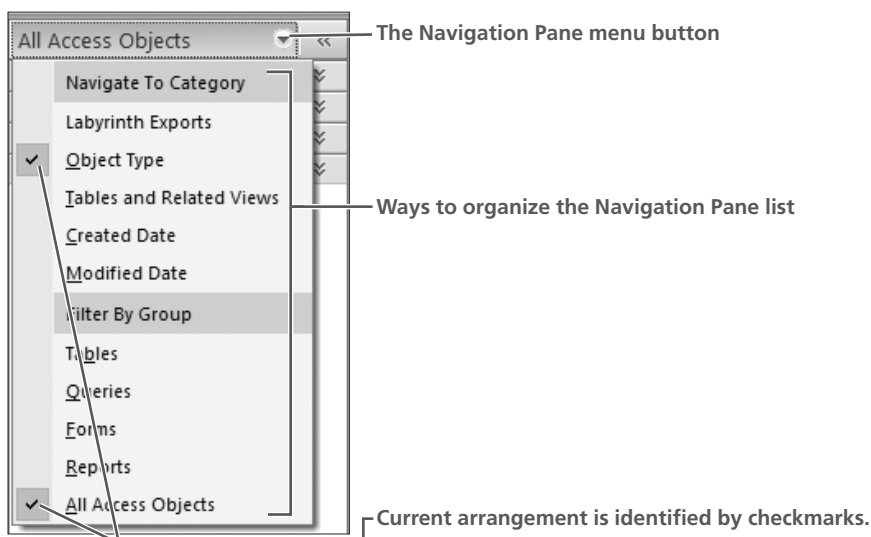 All Access Objects
The Navigation Pane menu button
Navigate To Category
Labyrinth Exports
Object Type
Tables and Related Views
Ways to organize the Navigation Pane list
Created Date
Modified Date
Filter By Group
Tables
Queries
Forms
Reports
All Access Objects
Current arrangement is identified by checkmarks.